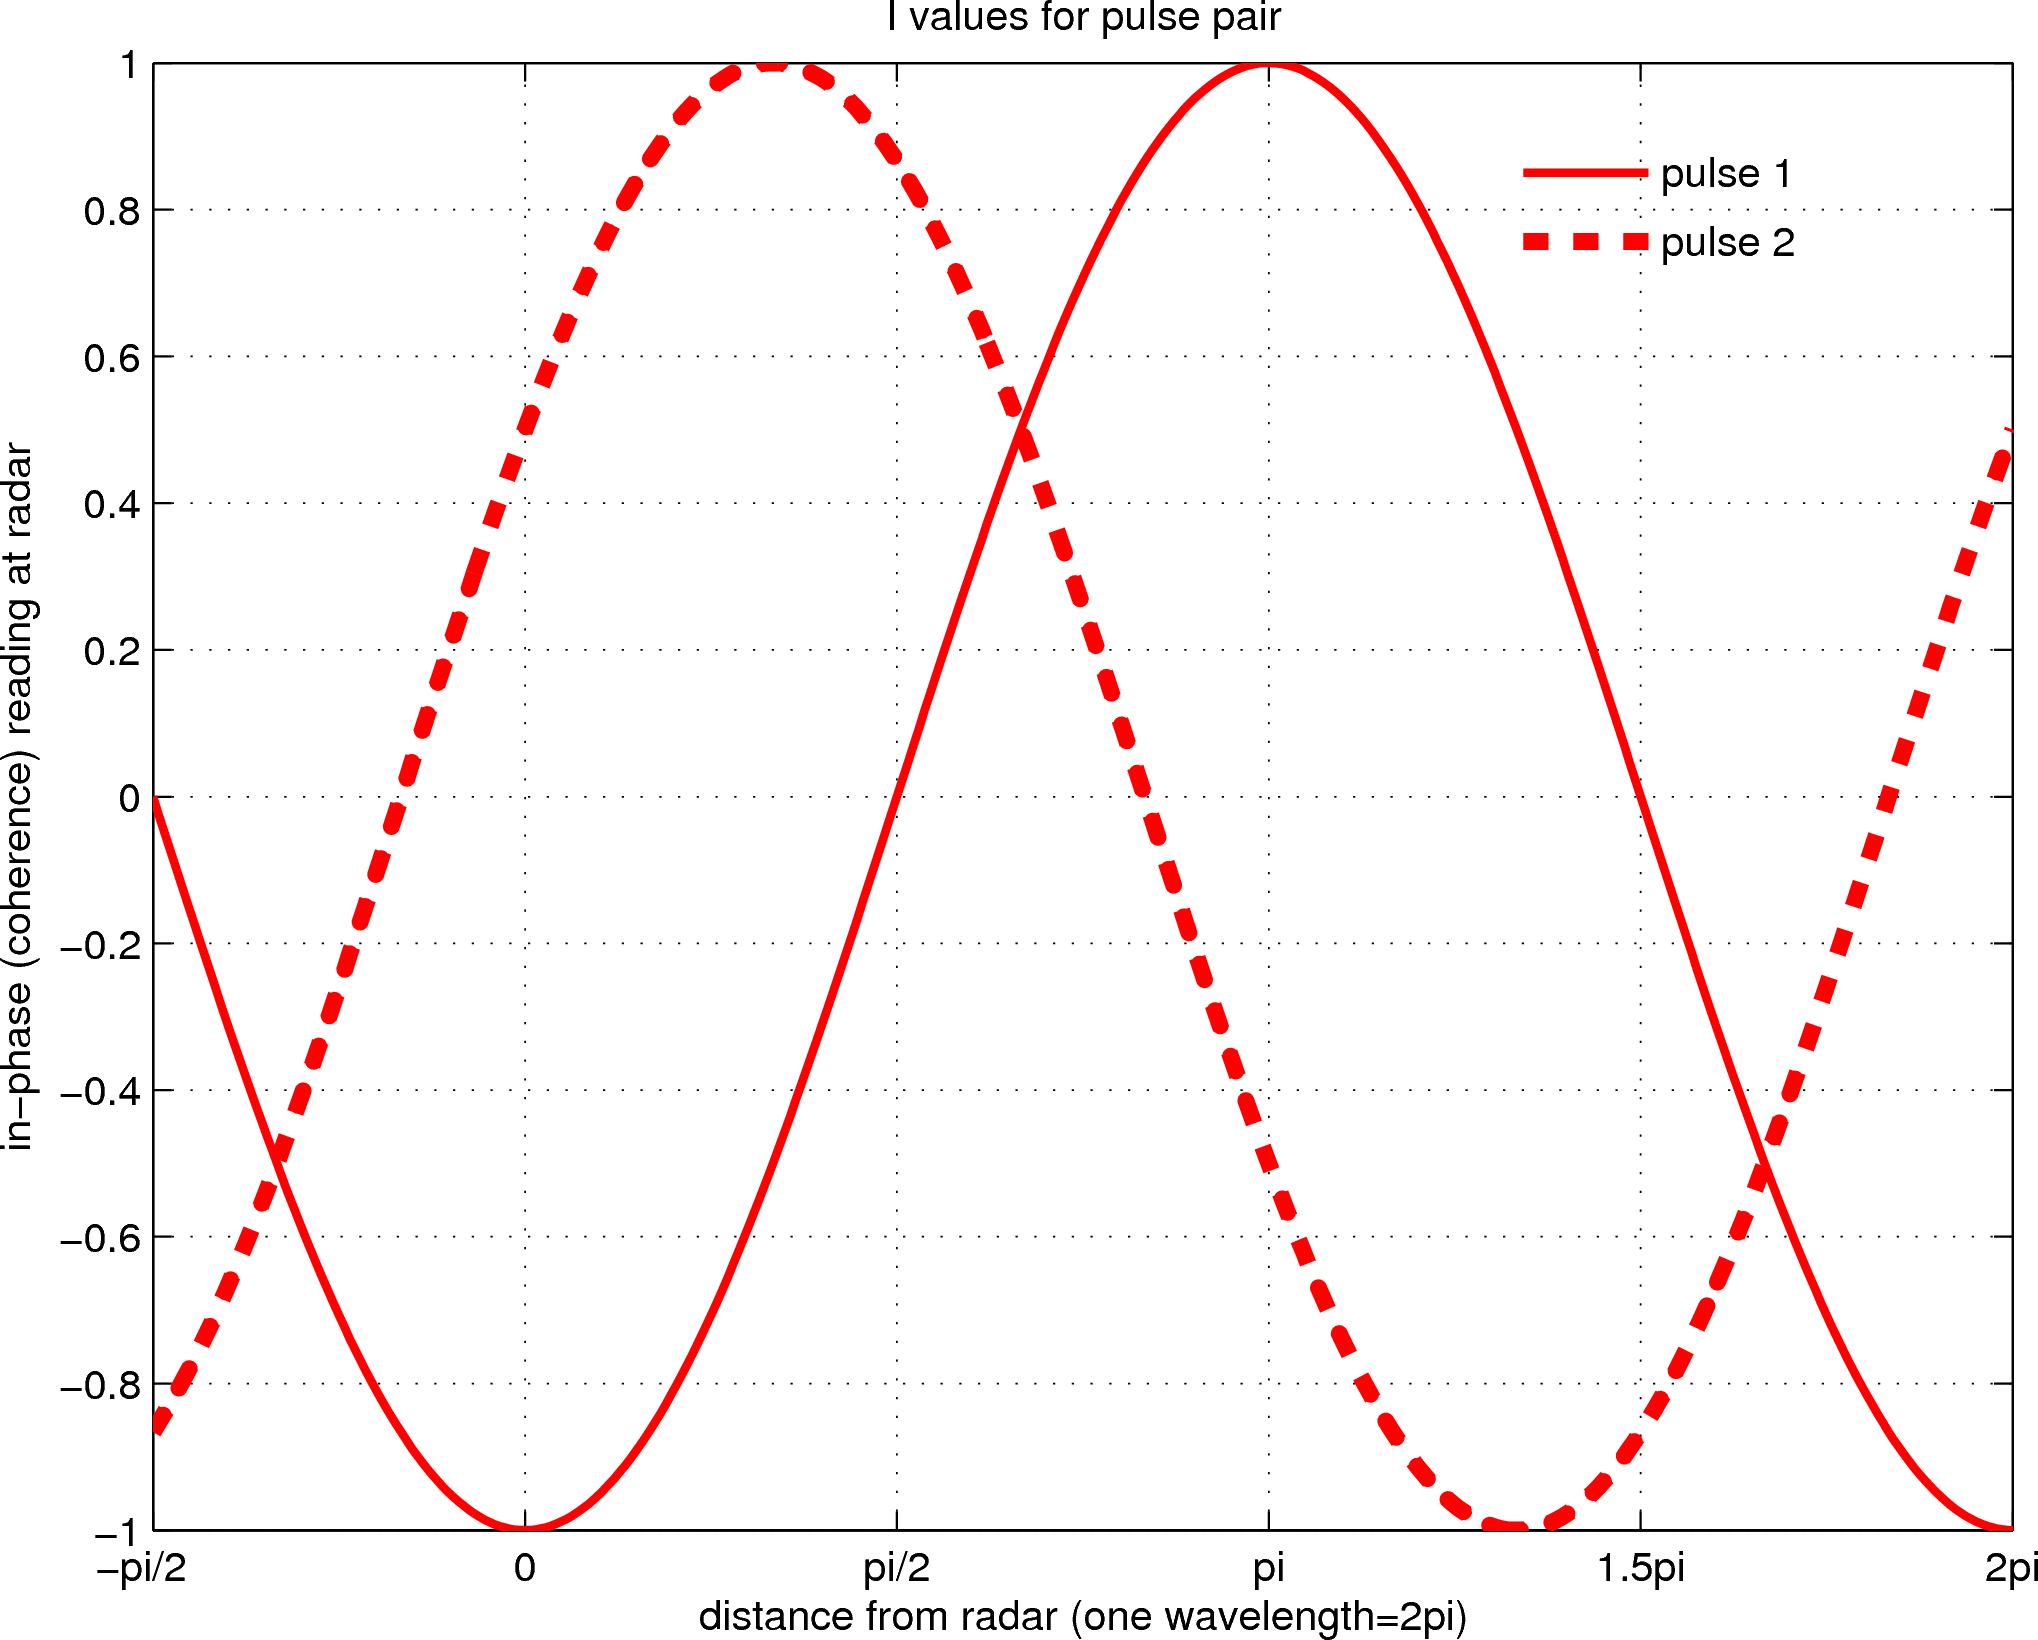 I values for pulse pair
1
0.8
0.6
0.4
0.2
0
−0.2
−0.4
−0.6
−0.8
−1
in−phase (coherence) reading at radar
pulse 1
pulse 2
−pi/2 0 pi/2 pi 1.5pi 2pi
distance from radar (one wavelength=2pi)